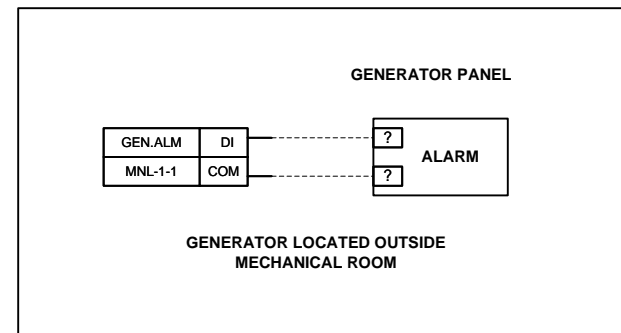 GENERATOR PANEL
GEN.ALM DI ?
ALARM
MNL-1-1 COM ?
GENERATOR LOCATED OUTSIDE
MECHANICAL ROOM